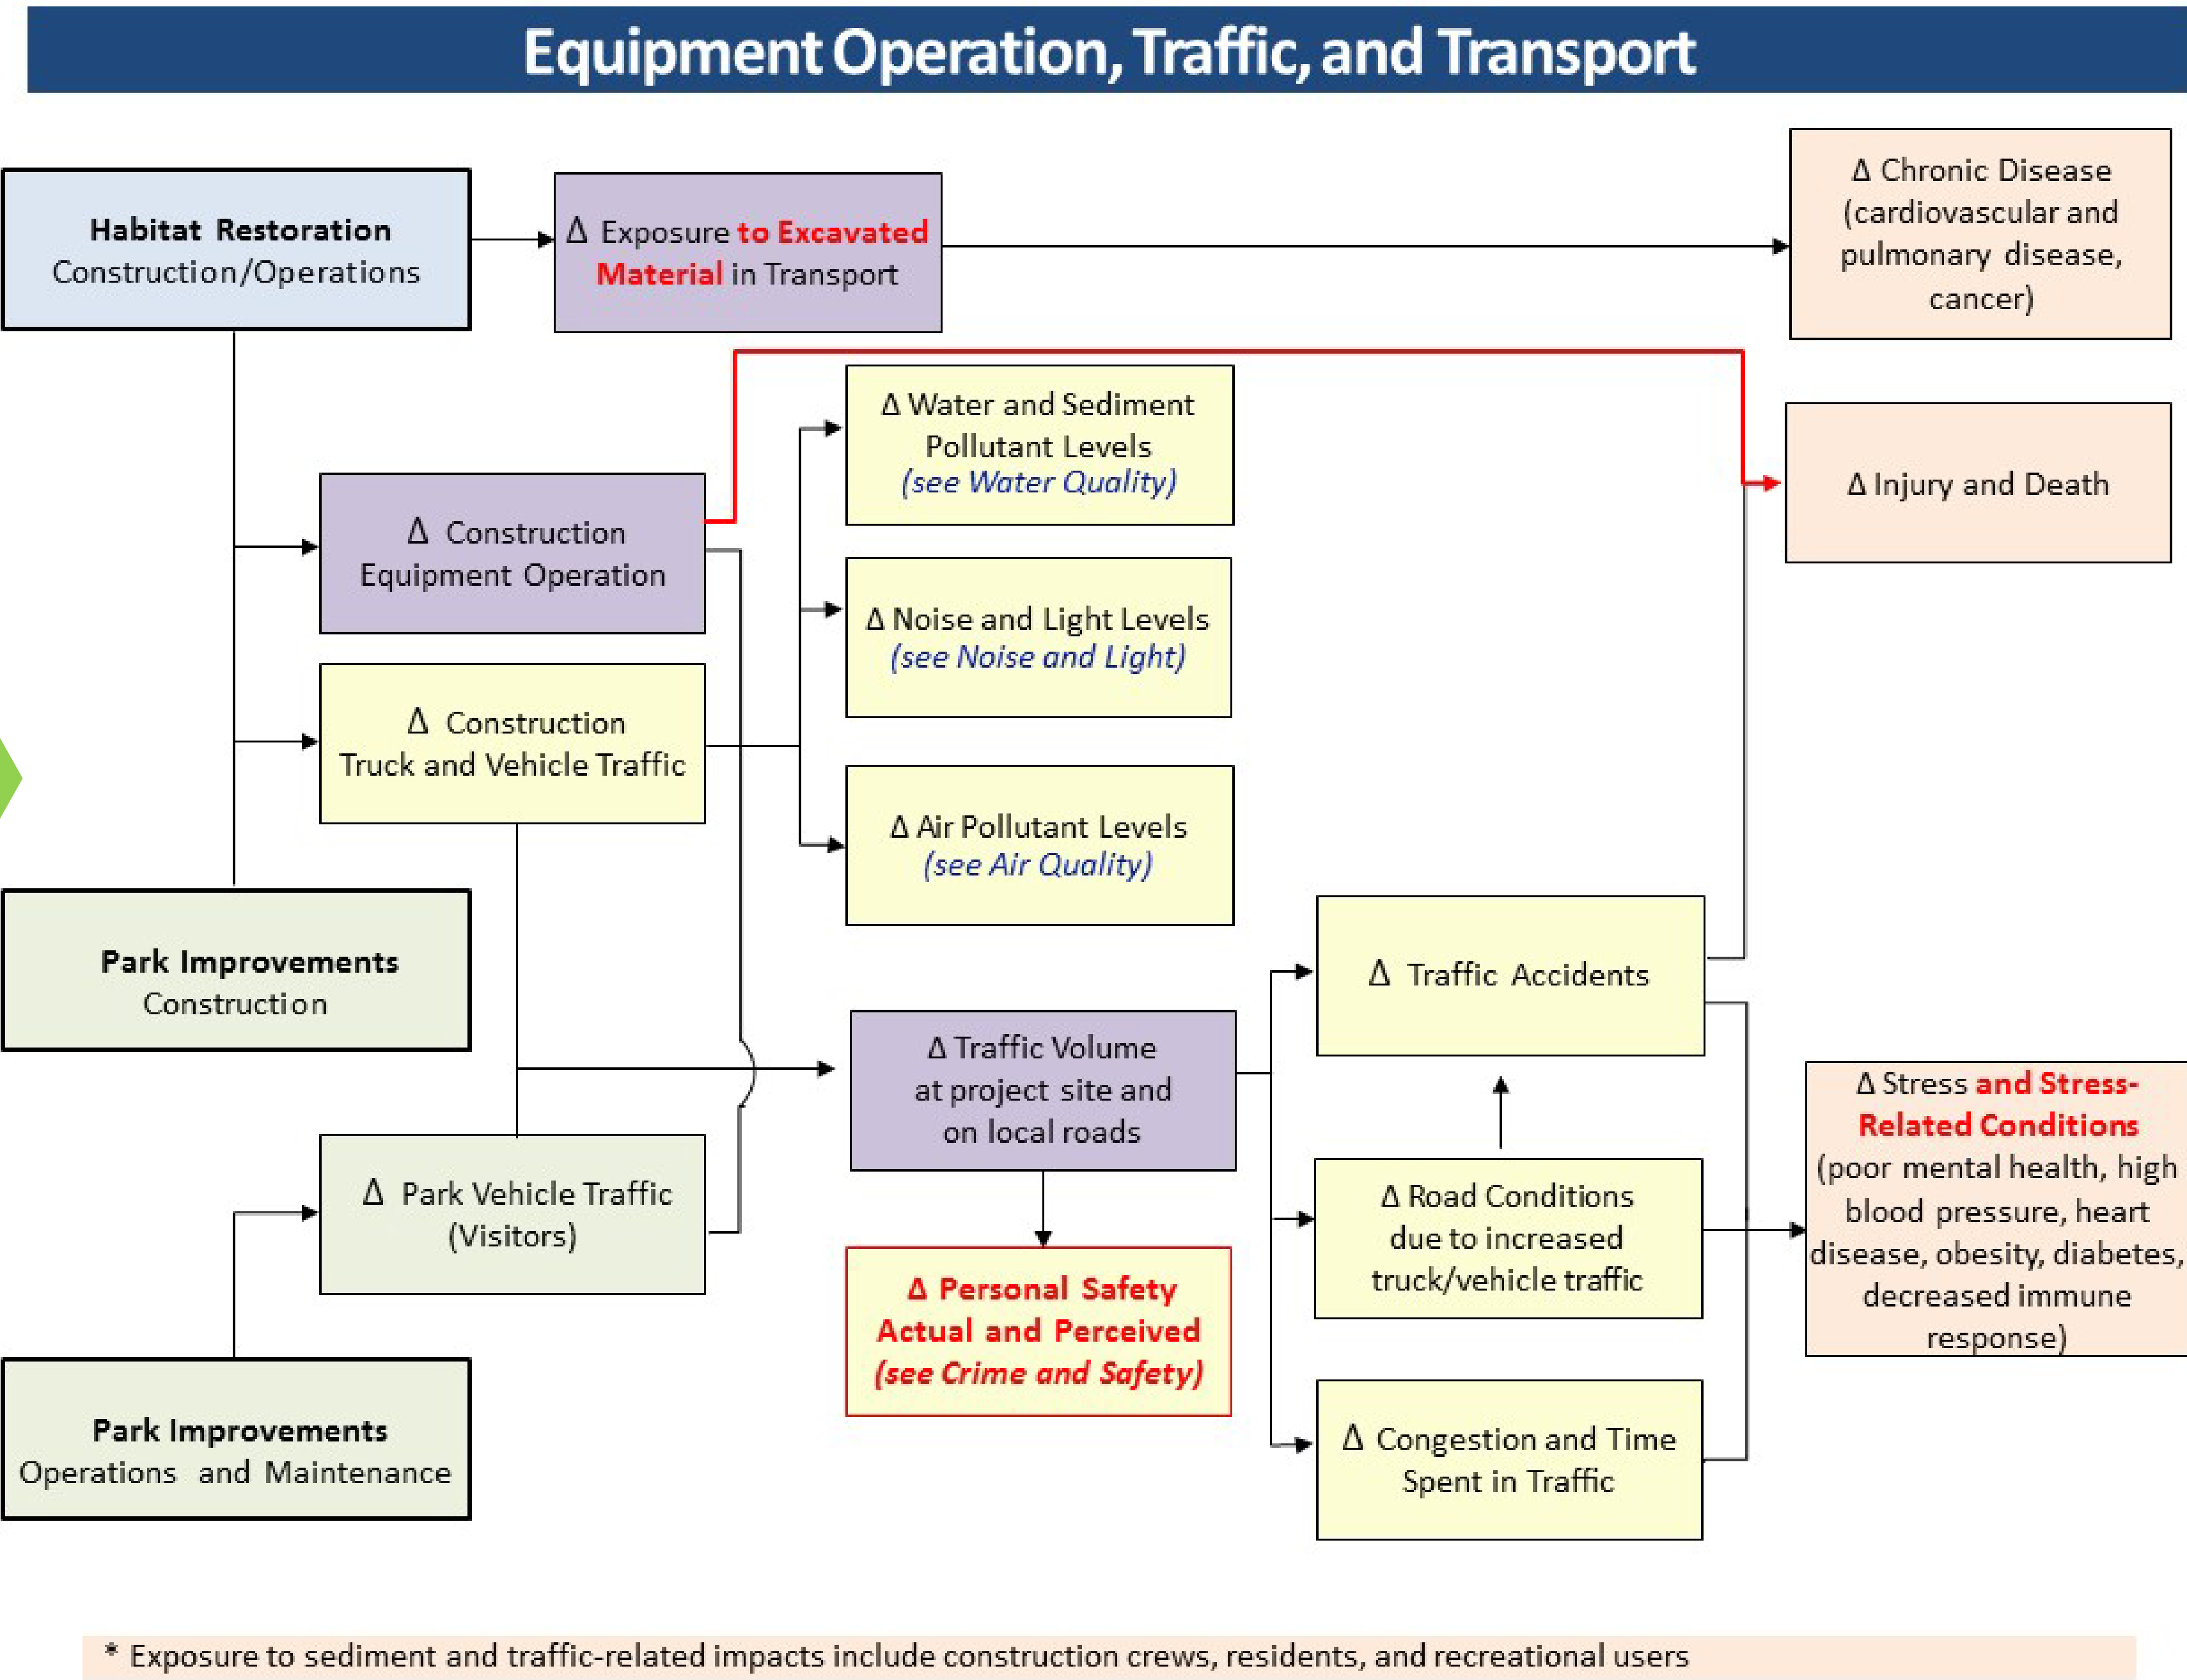 Equipment Operation, Traffic, and Transport
Habitat Restoration
Construction/Operations
Δ Exposure to Excavated
Material in Transport
Δ Chronic Disease
(cardiovascular and
pulmonary disease,
cancer)
Δ Water and Sediment
Pollutant Levels
(see Water Quality)
Δ Injury and Death
Δ Construction
Equipment Operation
Δ Noise and Light Levels
(see Noise and Light)
Δ Construction
Truck and Vehicle Traffic
Δ Air Pollutant Levels
(see Air Quality)
Park Improvements
Construction
Δ Traffic Accidents
Δ Traffic Volume
at project site and
on local roads
Δ Stress and Stress-
Related Conditions
(poor mental health, high
blood pressure, heart
disease, obesity, diabetes,
decreased immune
response)
Δ Park Vehicle Traffic
(Visitors)
Δ Road Conditions
due to increased
truck/vehicle traffic
Δ Personal Safety
Actual and Perceived
(see Crime and Safety)
Park Improvements
Operations and Maintenance
Δ Congestion and Time
Spent in Traffic
* Exposure to sediment and traffic-related impacts include construction crews, residents, and recreational users